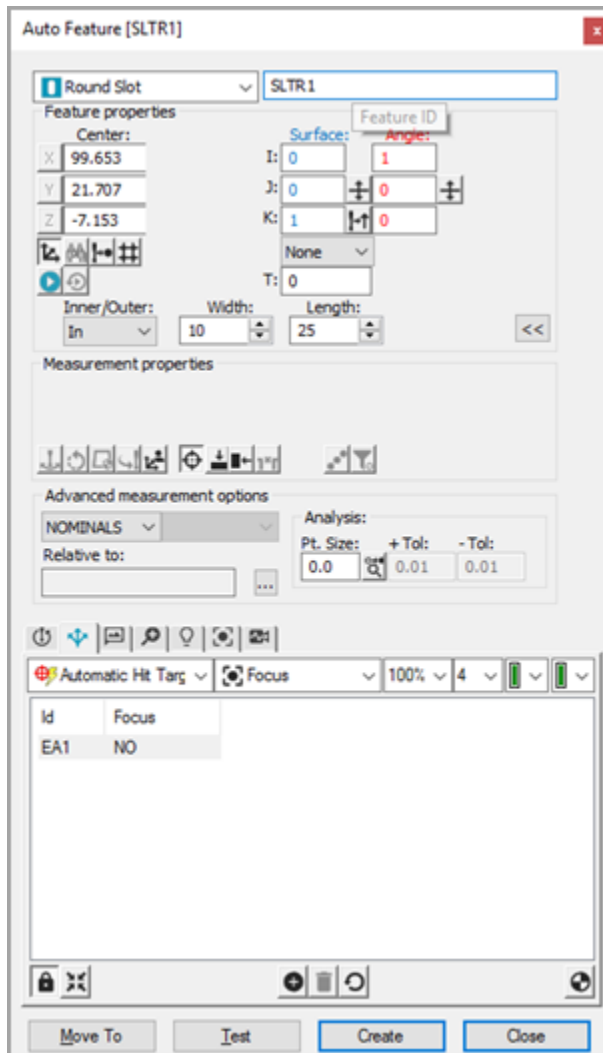 Auto Feature [SLTR1]
x
Round Slot SLTR1
Feature properties Feature ID
Center: Surface: Angle:
X 99.653 I: 0 1
Y 21.707 J: 0 0
Z -7.153 K: 1 0
None
T: 0
Inner/Outer: Width: Length:
In 10 25 <<
Measurement properties
Advanced measurement options
NOMINALS Analysis:
Pt. Size: + Tol: - Tol:
Relative to: 0.0 0.01 0.01
...
Automatic Hit Targ Focus 100% 4
Id Focus
EA1 NO
Move To Test Create Close